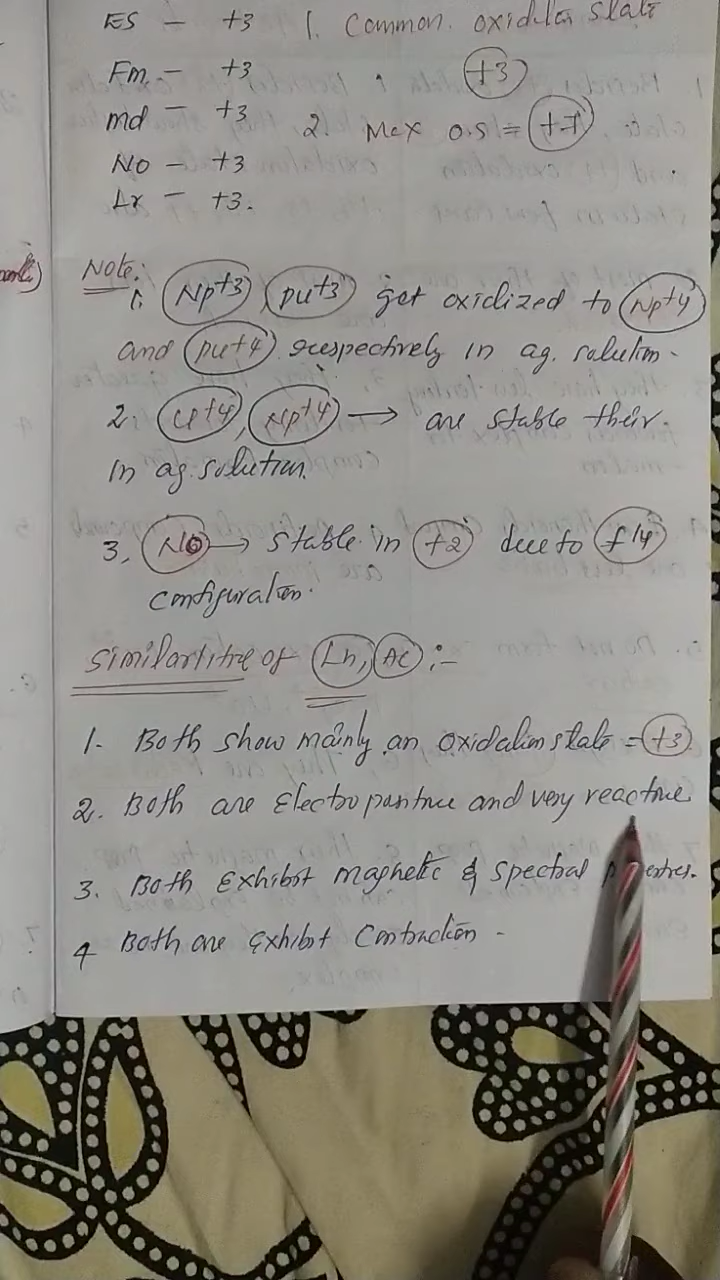 ES - +3 1. Common. oxidation state
Fm - +3 (+3)
md - +3 2. Max O.S = +7
No - +3
Lr - +3.
Note:
1. Np+3, pu+3 get oxidized to Np+4
and pu+4 respectively in aq. solution.
2. U+4, Np+4 → are stable their.
in aq. solution.
3. No → stable in +2 due to f14
configuration.
Similaritire of Ln, AC :-
1. Both show mainly an oxidation state = +3.
2. Both are Electropositive and very reactive
3. Both Exhibit magnetic & spectral
4 Both are Exhibit Contraction -